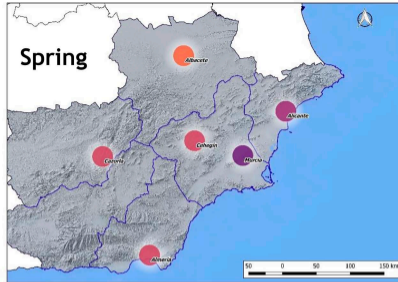 Spring
Albacete
Alicante
Cehegín
Cazorla
Murcia
Almería
50 0 50 100 150 km